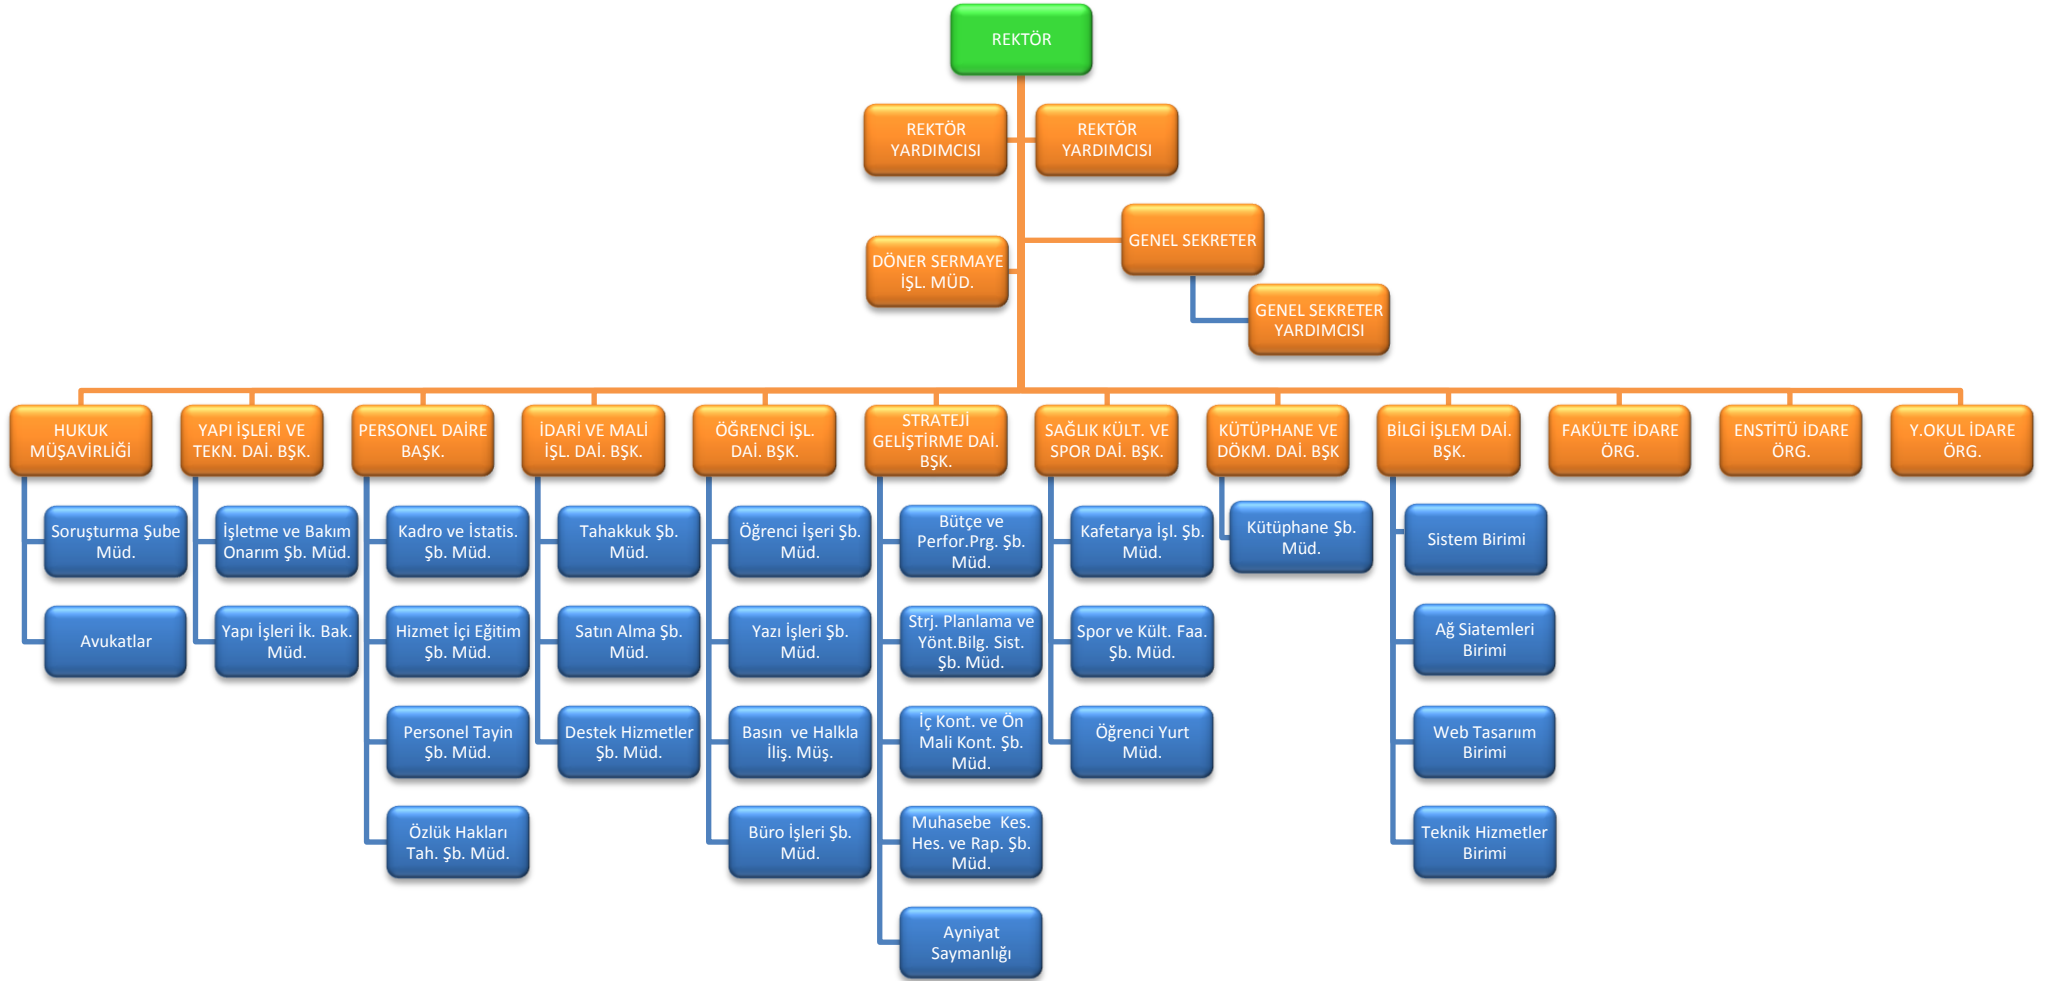 REKTÖR
REKTÖR
YARDIMCISI
REKTÖR
YARDIMCISI
GENEL SEKRETER
DÖNER SERMAYE
İŞL. MÜD.
GENEL SEKRETER
YARDIMCISI
HUKUK
MÜŞAVİRLİĞİ
Soruşturma Şube
Müd.
Avukatlar
YAPI İŞLERİ VE
TEKN. DAİ. BŞK.
İşletme ve Bakım
Onarım Şb. Müd.
Yapı İşleri İk. Bak.
Müd.
PERSONEL DAİRE
BAŞK.
Kadro ve İstatis.
Şb. Müd.
Hizmet İçi Eğitim
Şb. Müd.
Personel Tayin
Şb. Müd.
Özlük Hakları
Tah. Şb. Müd.
İDARİ VE MALİ
İŞL. DAİ. BŞK.
Tahakkuk Şb.
Müd.
Satın Alma Şb.
Müd.
Destek Hizmetler
Şb. Müd.
ÖĞRENCİ İŞL.
DAİ. BŞK.
Öğrenci İşeri Şb.
Müd.
Yazı İşleri Şb.
Müd.
Basın  ve Halkla
İliş. Müş.
Büro İşleri Şb.
Müd.
STRATEJİ
GELİŞTİRME DAİ.
BŞK.
Bütçe ve
Perfor.Prg. Şb.
Müd.
Strj. Planlama ve
Yönt.Bilg. Sist.
Şb. Müd.
İç Kont. ve Ön
Mali Kont. Şb.
Müd.
Muhasebe  Kes.
Hes. ve Rap. Şb.
Müd.
Ayniyat
Saymanlığı
SAĞLIK KÜLT. VE
SPOR DAİ. BŞK.
Kafetarya İşl. Şb.
Müd.
Spor ve Kült. Faa.
Şb. Müd.
Öğrenci Yurt
Müd.
KÜTÜPHANE VE
DÖKM. DAİ. BŞK
Kütüphane Şb.
Müd.
BİLGİ İŞLEM DAİ.
BŞK.
Sistem Birimi
Ağ Siatemleri
Birimi
Web Tasarıım
Birimi
Teknik Hizmetler
Birimi
FAKÜLTE İDARE
ÖRG.
ENSTİTÜ İDARE
ÖRG.
Y.OKUL İDARE
ÖRG.